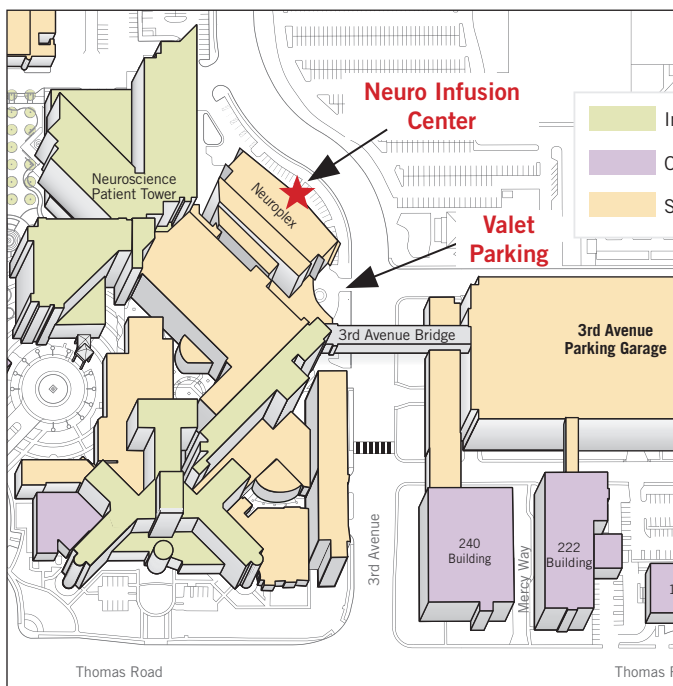 Neuro Infusion
Center
Neuroscience
Patient Tower
Neuroplex
Valet
Parking
3rd Avenue Bridge
3rd Avenue
Parking Garage
240
Building
222
Building
Mercy Way
3rd Avenue
Thomas Road
Thomas